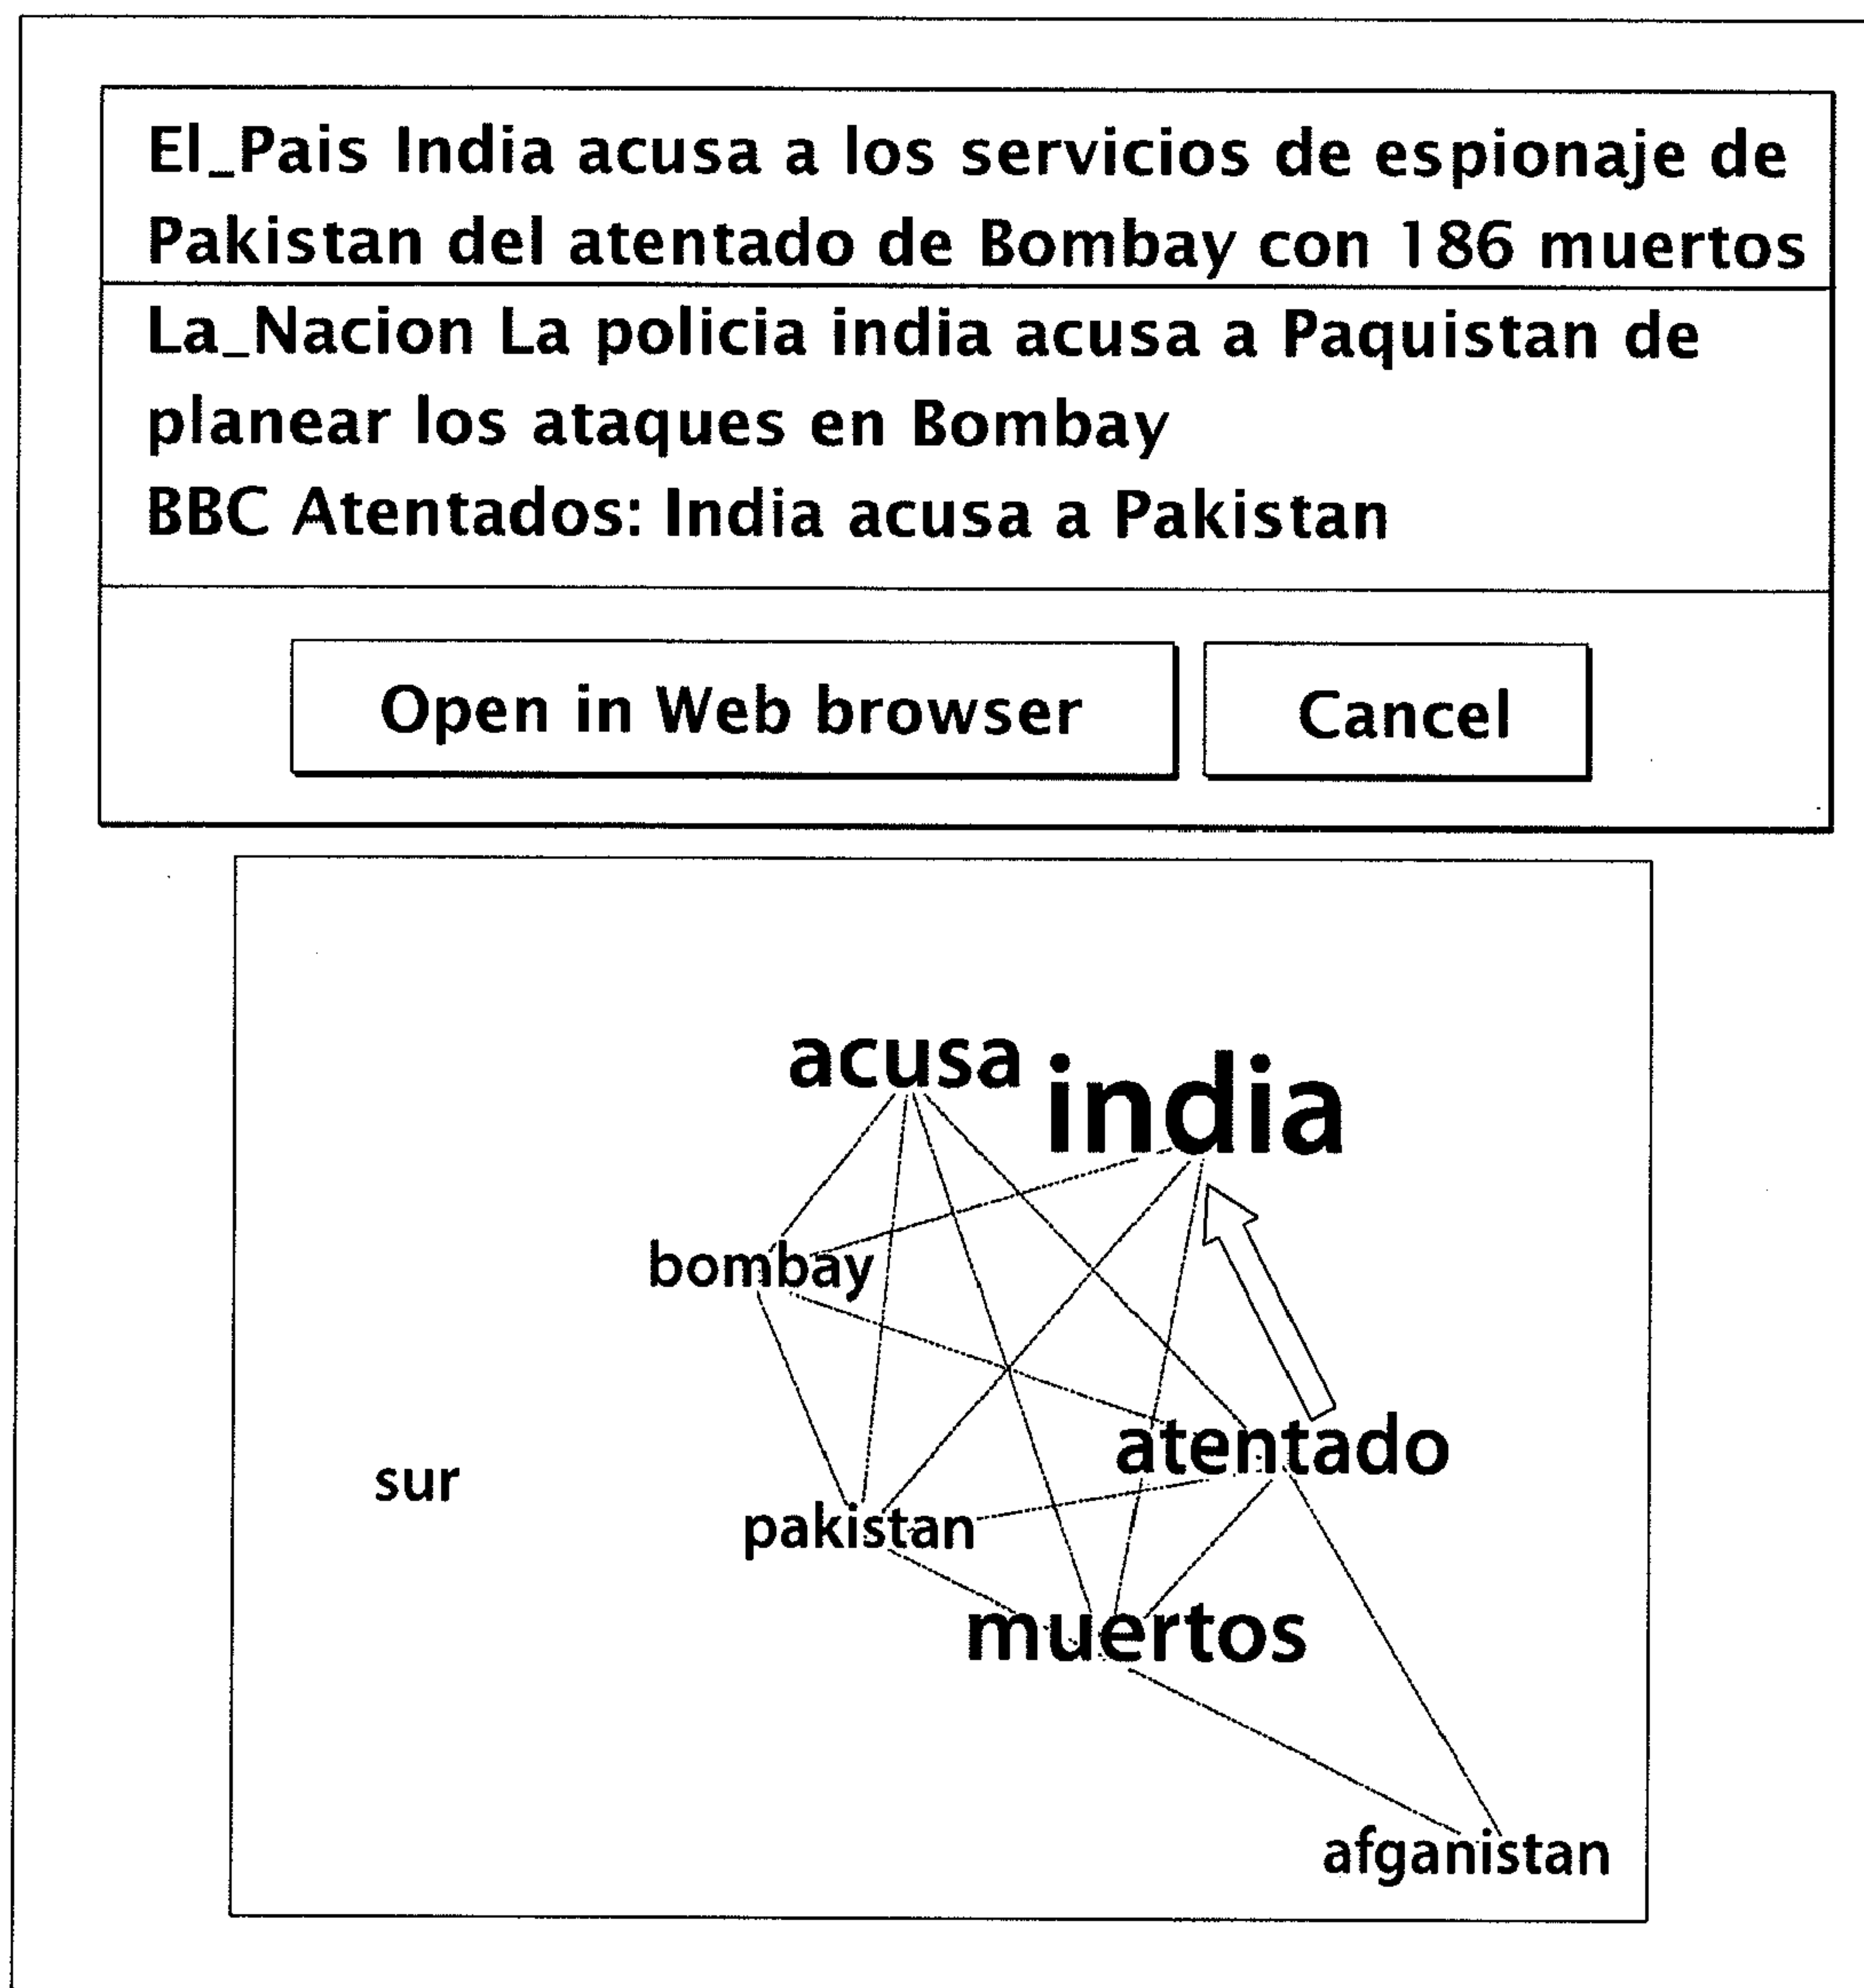 El_Pais India acusa a los servicios de espionaje de
Pakistan del atentado de Bombay con 186 muertos
La_Nacion La policia india acusa a Paquistan de
planear los ataques en Bombay
BBC Atentados: India acusa a Pakistan
Open in Web browser
Cancel
acusa
india
bombay
atentado
sur
pakistan
muertos
afganistan